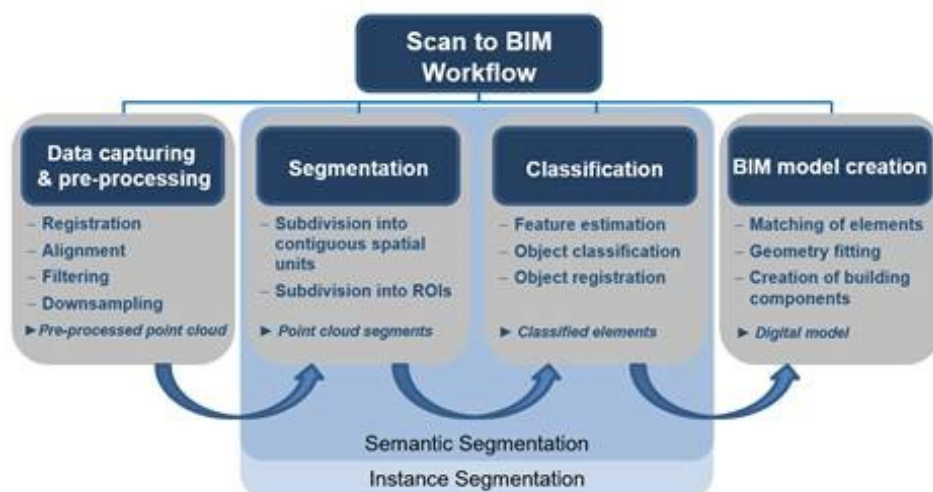 Scan to BIM
Workflow
Data capturing
& pre-processing
– Registration
– Alignment
– Filtering
– Downsampling
►Pre-processed point cloud
Segmentation
– Subdivision into
contiguous spatial
units
– Subdivision into ROIs
► Point cloud segments
Classification
– Feature estimation
– Object classification
– Object registration
► Classified elements
BIM model creation
– Matching of elements
– Geometry fitting
– Creation of building
components
► Digital model
Semantic Segmentation
Instance Segmentation